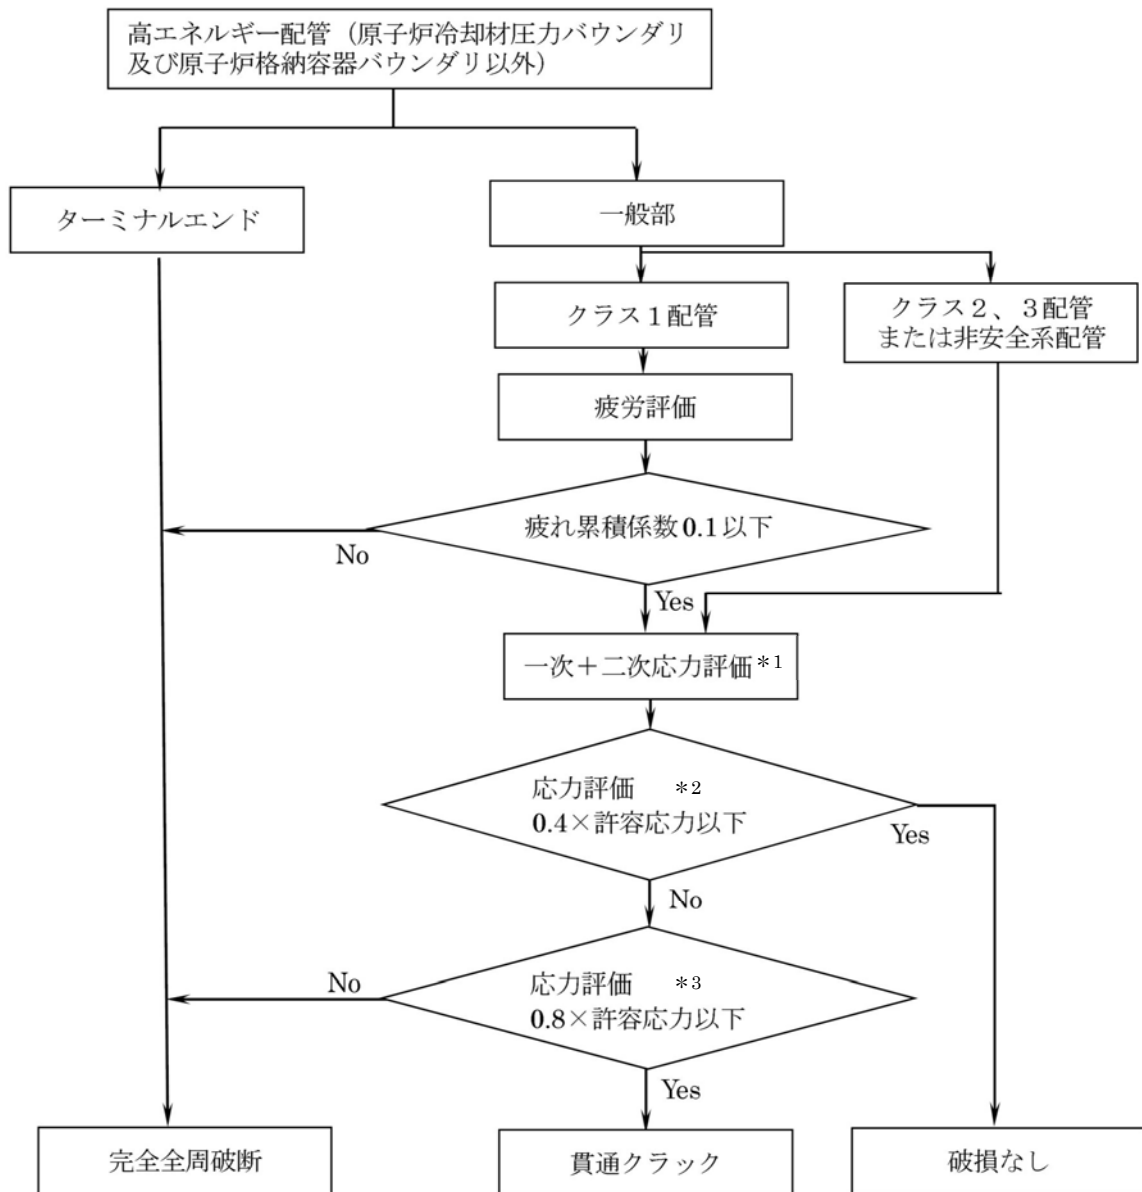 高エネルギー配管（原子炉冷却材圧力バウンダリ
及び原子炉格納容器バウンダリ以外）
ターミナルエンド
一般部
クラス１配管
クラス２、３配管
または非安全系配管
疲労評価
疲れ累積係数0.1以下
No
Yes
一次＋二次応力評価＊1
応力評価 ＊2
0.4×許容応力以下
Yes
No
応力評価 ＊3
0.8×許容応力以下
No
Yes
完全全周破断
貫通クラック
破損なし